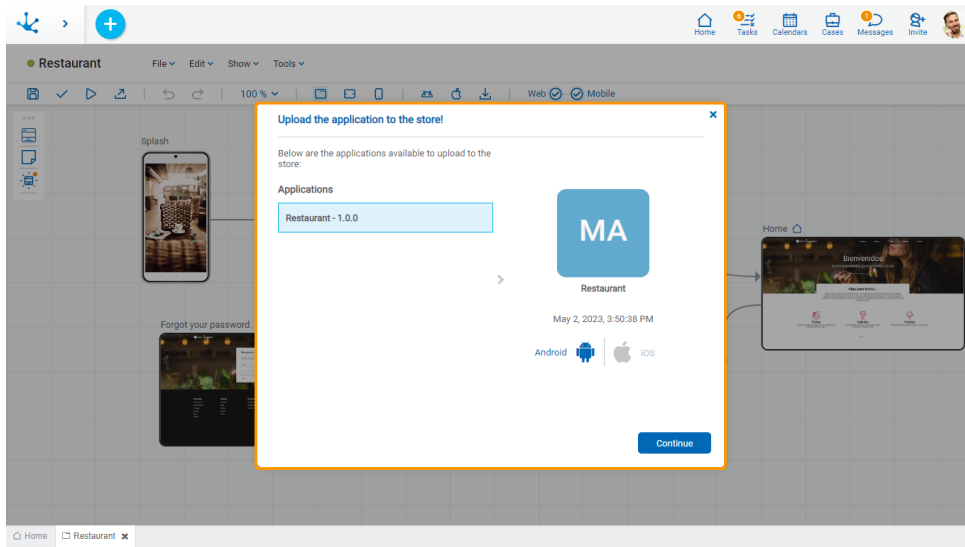 Home
6
Tasks
Calendars
Cases
1
Messages
Invite
Restaurant
File
Edit
Show
Tools
100 %
Web
Mobile
Upload the application to the store!
Below are the applications available to upload to the
store:
Applications
Restaurant - 1.0.0
MA
Restaurant
May 2, 2023, 3:50:38 PM
Android
iOS
Continue
Splash
Forgot your password
Home
Bienvenidos
Home
Restaurant